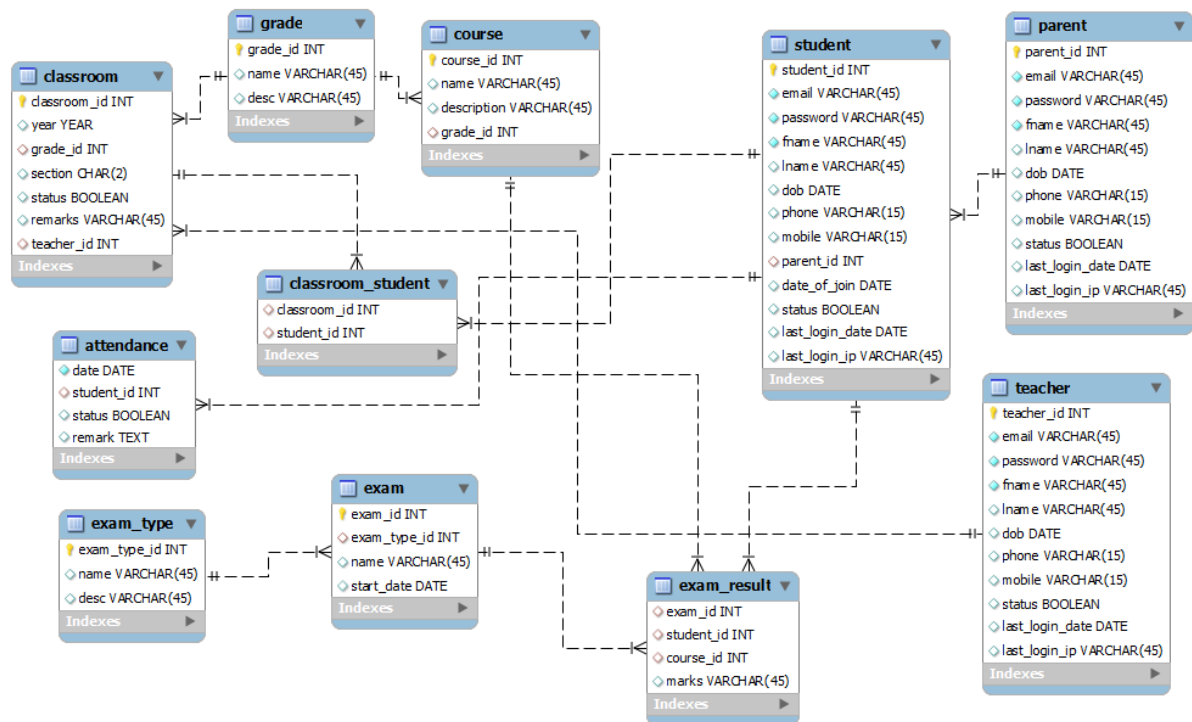 grade
grade_id INT
name VARCHAR(45)
desc VARCHAR(45)
Indexes
course
course_id INT
name VARCHAR(45)
description VARCHAR(45)
grade_id INT
Indexes
student
student_id INT
email VARCHAR(45)
password VARCHAR(45)
fname VARCHAR(45)
lname VARCHAR(45)
dob DATE
phone VARCHAR(15)
mobile VARCHAR(15)
parent_id INT
date_of_join DATE
status BOOLEAN
last_login_date DATE
last_login_ip VARCHAR(45)
Indexes
parent
parent_id INT
email VARCHAR(45)
password VARCHAR(45)
fname VARCHAR(45)
lname VARCHAR(45)
dob DATE
phone VARCHAR(15)
mobile VARCHAR(15)
status BOOLEAN
last_login_date DATE
last_login_ip VARCHAR(45)
Indexes
classroom
classroom_id INT
year YEAR
grade_id INT
section CHAR(2)
status BOOLEAN
remarks VARCHAR(45)
teacher_id INT
Indexes
classroom_student
classroom_id INT
student_id INT
Indexes
attendance
date DATE
student_id INT
status BOOLEAN
remark TEXT
Indexes
teacher
teacher_id INT
email VARCHAR(45)
password VARCHAR(45)
fname VARCHAR(45)
lname VARCHAR(45)
dob DATE
phone VARCHAR(15)
mobile VARCHAR(15)
status BOOLEAN
last_login_date DATE
last_login_ip VARCHAR(45)
Indexes
exam_type
exam_type_id INT
name VARCHAR(45)
desc VARCHAR(45)
Indexes
exam
exam_id INT
exam_type_id INT
name VARCHAR(45)
start_date DATE
Indexes
exam_result
exam_id INT
student_id INT
course_id INT
marks VARCHAR(45)
Indexes